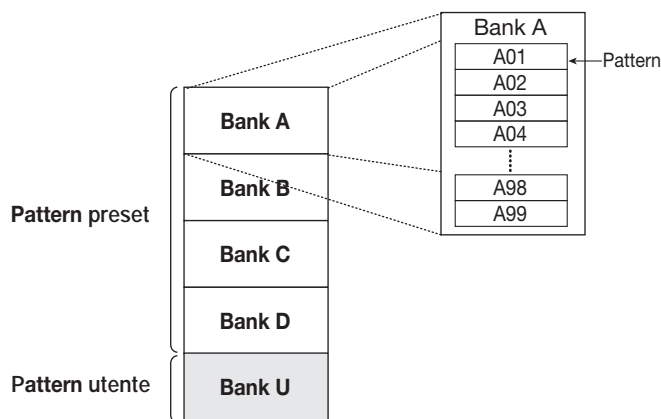 Bank A
A01
Pattern
A02
A03
A04
A98
A99
Bank A
Bank B
Pattern preset
Bank C
Bank D
Pattern utente
Bank U